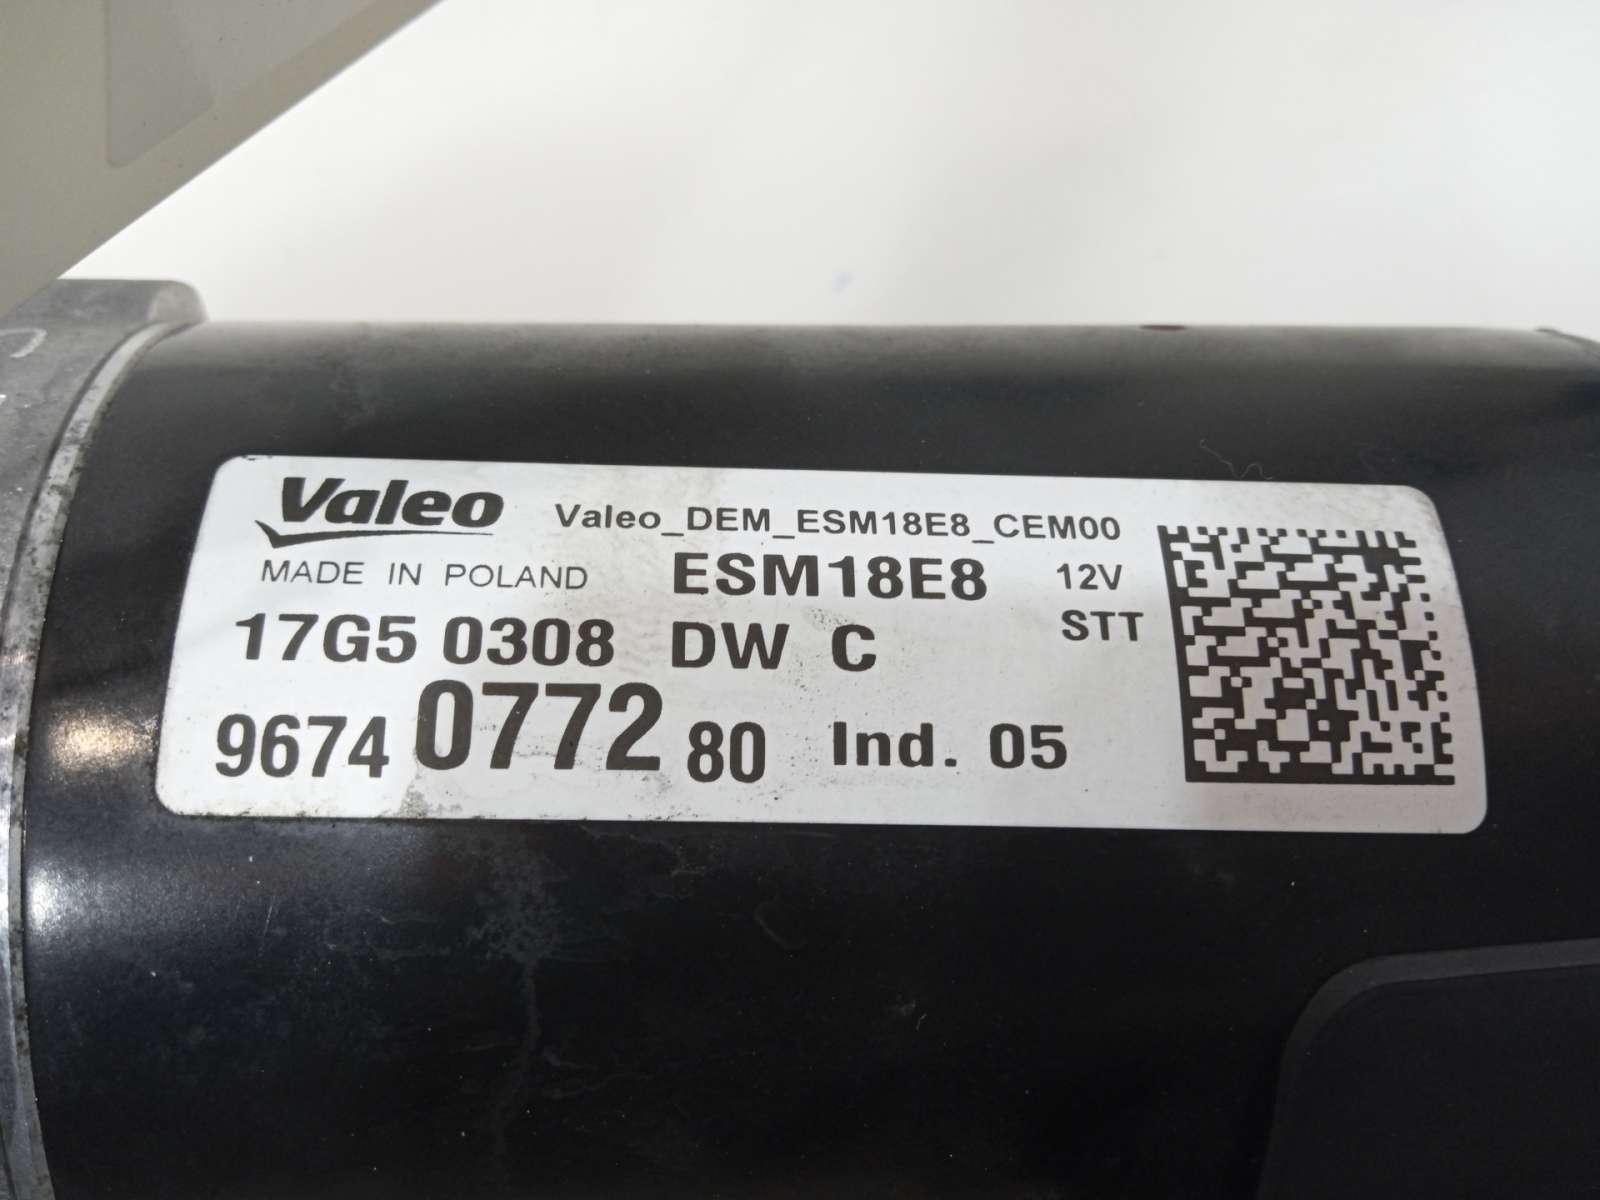 Valeo Valeo_DEM_ESM18E8_CEM00
MADE IN POLAND ESM18E8 12V
17G5 0308 DW C STT
9674 0772 80 Ind. 05